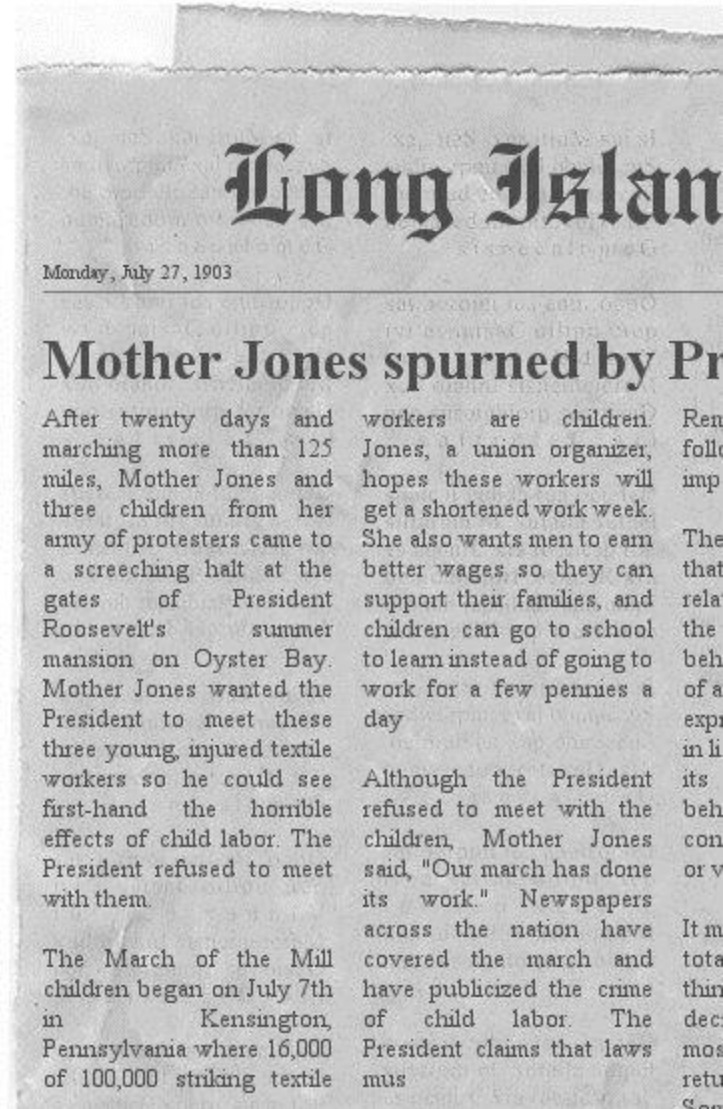 Long Islan
Monday, July 27, 1903
Mother Jones spurned by Pr
After twenty days and
marching more than 125
miles, Mother Jones and
three children from her
army of protesters came to
a screeching halt at the
gates of President
Roosevelt's summer
mansion on Oyster Bay.
Mother Jones wanted the
President to meet these
three young, injured textile
workers so he could see
first-hand the horrible
effects of child labor. The
President refused to meet
with them.
The March of the Mill
children began on July 7th
in Kensington,
Pennsylvania where 16,000
of 100,000 striking textile
workers are children.
Jones, a union organizer,
hopes these workers will
get a shortened work week.
She also wants men to earn
better wages so they can
support their families, and
children can go to school
to learn instead of going to
work for a few pennies a
day
Although the President
refused to meet with the
children, Mother Jones
said, "Our march has done
its work." Newspapers
across the nation have
covered the march and
have publicized the crime
of child labor. The
President claims that laws
mus
Ren
follo
imp
The
that
rela
the
beh
of a
expr
in li
its
beh
con
or v
It m
tota
thin
deci
mos
retu